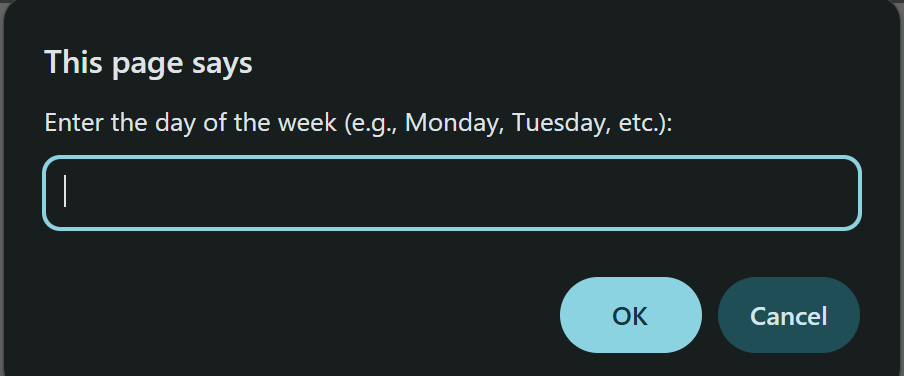 This page says
Enter the day of the week (e.g., Monday, Tuesday, etc.):
OK
Cancel